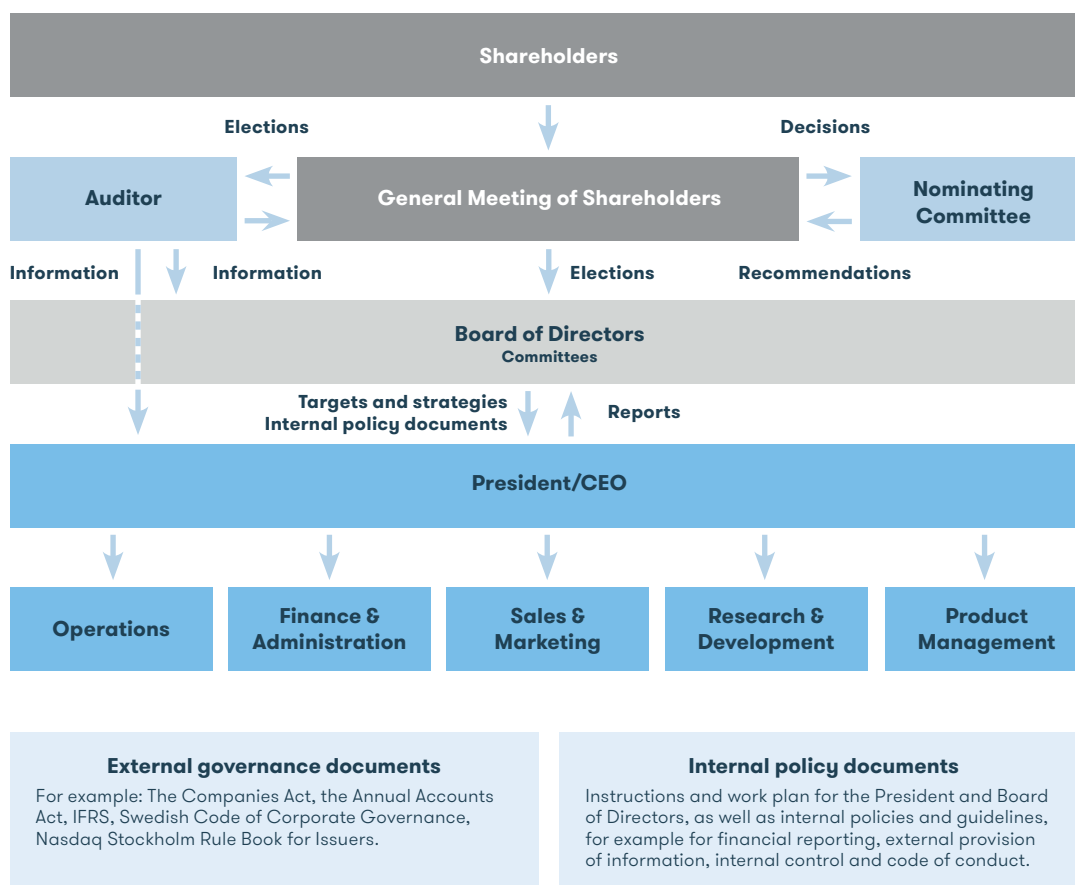 Shareholders
Elections
Decisions
Auditor
General Meeting of Shareholders
Nominating
Committee
Information
Information
Elections
Recommendations
Board of Directors
Committees
Targets and strategies
Internal policy documents
Reports
President/CEO
Operations
Finance &
Administration
Sales &
Marketing
Research &
Development
Product
Management
External governance documents
For example: The Companies Act, the Annual Accounts
Act, IFRS, Swedish Code of Corporate Governance,
Nasdaq Stockholm Rule Book for Issuers.
Internal policy documents
Instructions and work plan for the President and Board
of Directors, as well as internal policies and guidelines,
for example for financial reporting, external provision
of information, internal control and code of conduct.